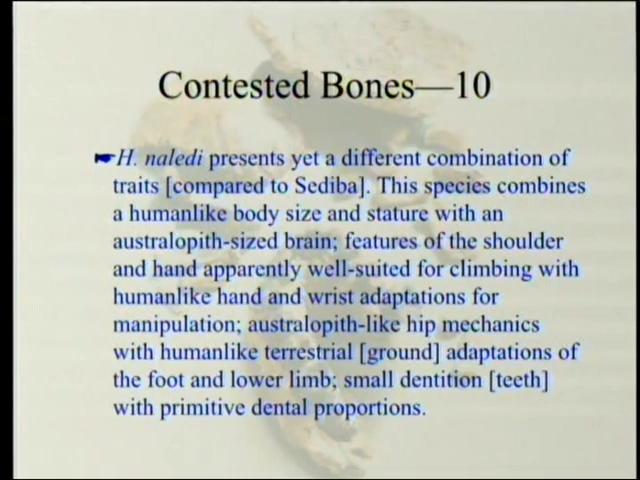 Contested Bones—10
☛H. naledi presents yet a different combination of
traits [compared to Sediba]. This species combines
a humanlike body size and stature with an
australopith-sized brain; features of the shoulder
and hand apparently well-suited for climbing with
humanlike hand and wrist adaptations for
manipulation; australopith-like hip mechanics
with humanlike terrestrial [ground] adaptations of
the foot and lower limb; small dentition [teeth]
with primitive dental proportions.